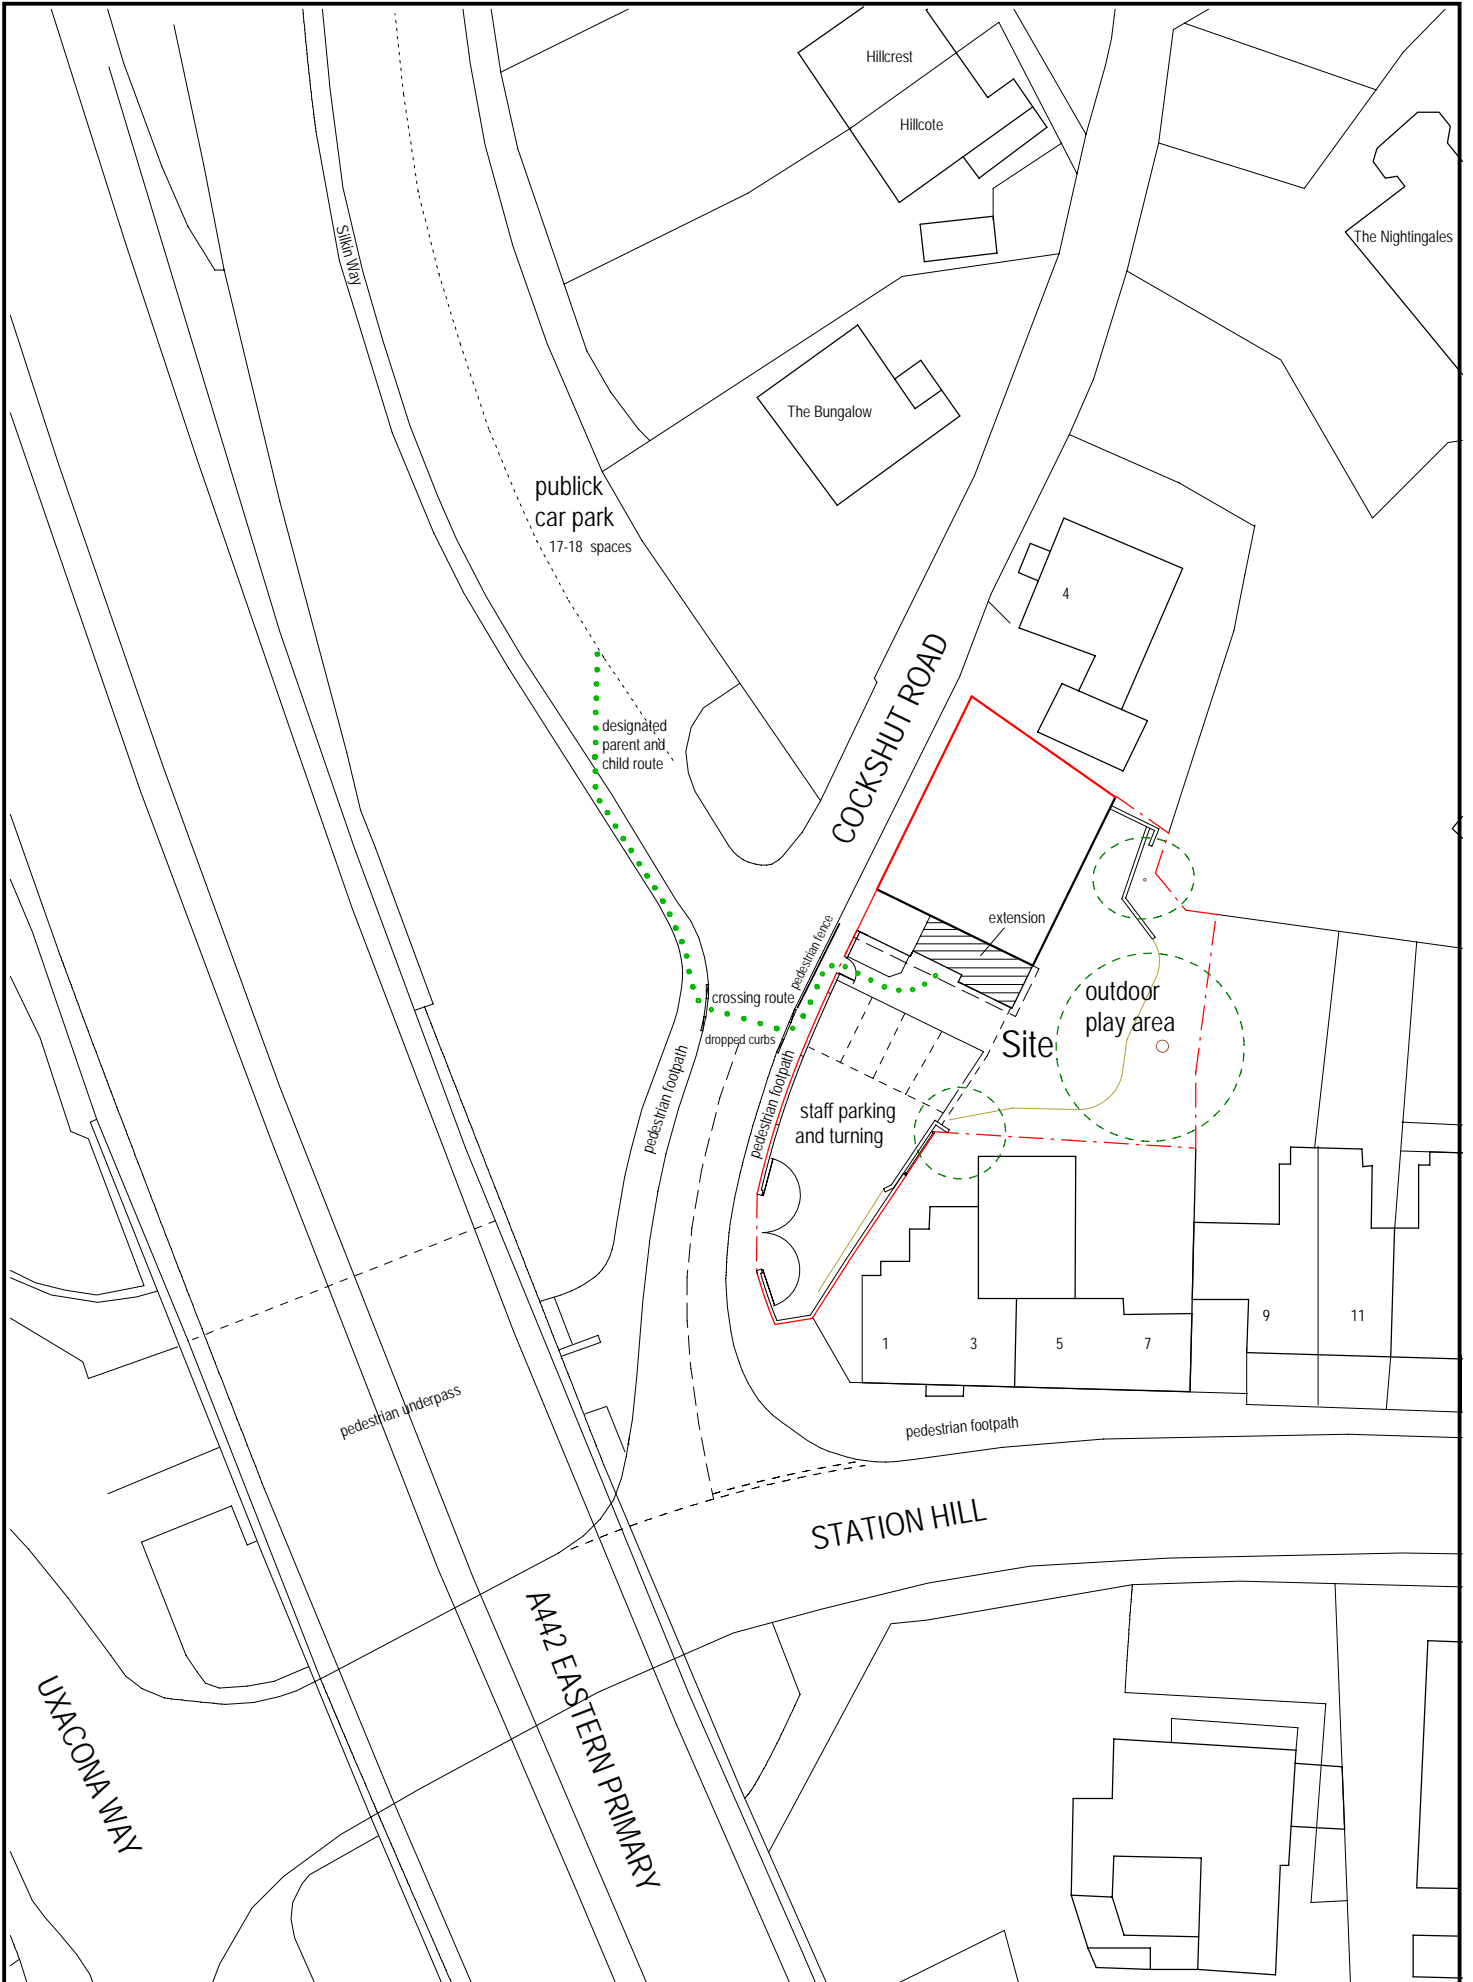 Hillcrest
Hillcote
The Nightingales
Silkin Way
The Bungalow
publick
car park
17-18 spaces
4
COCKSHUT ROAD
designated
parent and
child route
extension
pedestrian fence
crossing route
dropped curbs
outdoor
play area
Site
pedestrian footpath
pedestrian footpath
staff parking
and turning
1
3
5
7
9
11
pedestrian underpass
pedestrian footpath
STATION HILL
A442 EASTERN PRIMARY
UXACONA WAY